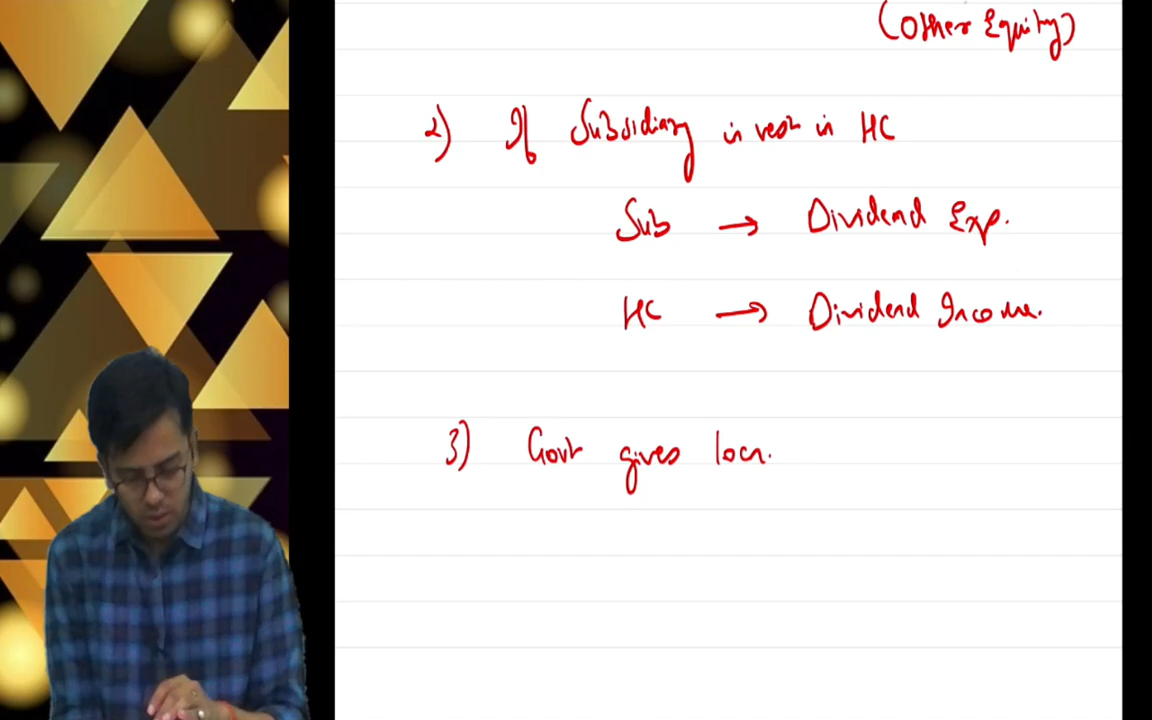 (Other Equity)
2) If Subsidiary invest in HC
Sub → Dividend Exp.
HC → Dividend Income.
3) Govt gives loan.